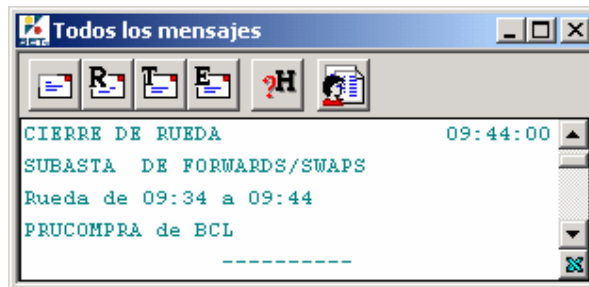 Todos los mensajes
R T E ?H
CIERRE DE RUEDA 09:44:00
SUBASTA DE FORWARDS/SWAPS
Rueda de 09:34 a 09:44
PRUCOMPRA de BCL
----------